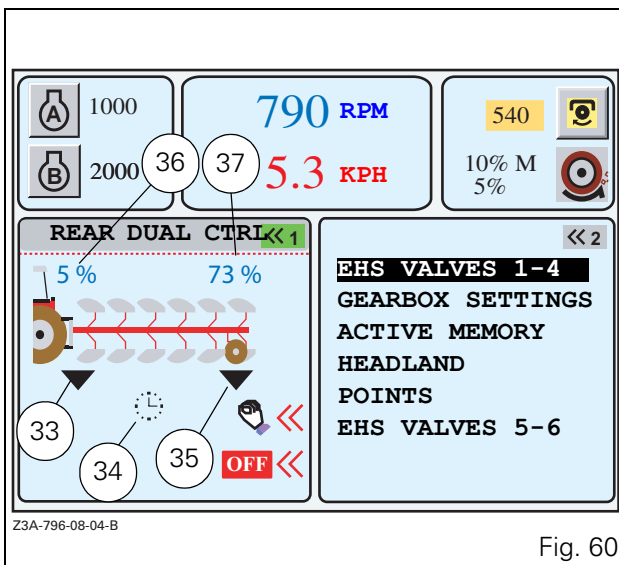 A 1000
B 2000
790 RPM
5.3 KPH
540
10% M
5%
36
37
REAR DUAL CTRL
1
5 %
73 %
33
34
35
OFF
2
EHS VALVES 1-4
GEARBOX SETTINGS
ACTIVE MEMORY
HEADLAND
POINTS
EHS VALVES 5-6
Z3A-796-08-04-B
Fig. 60